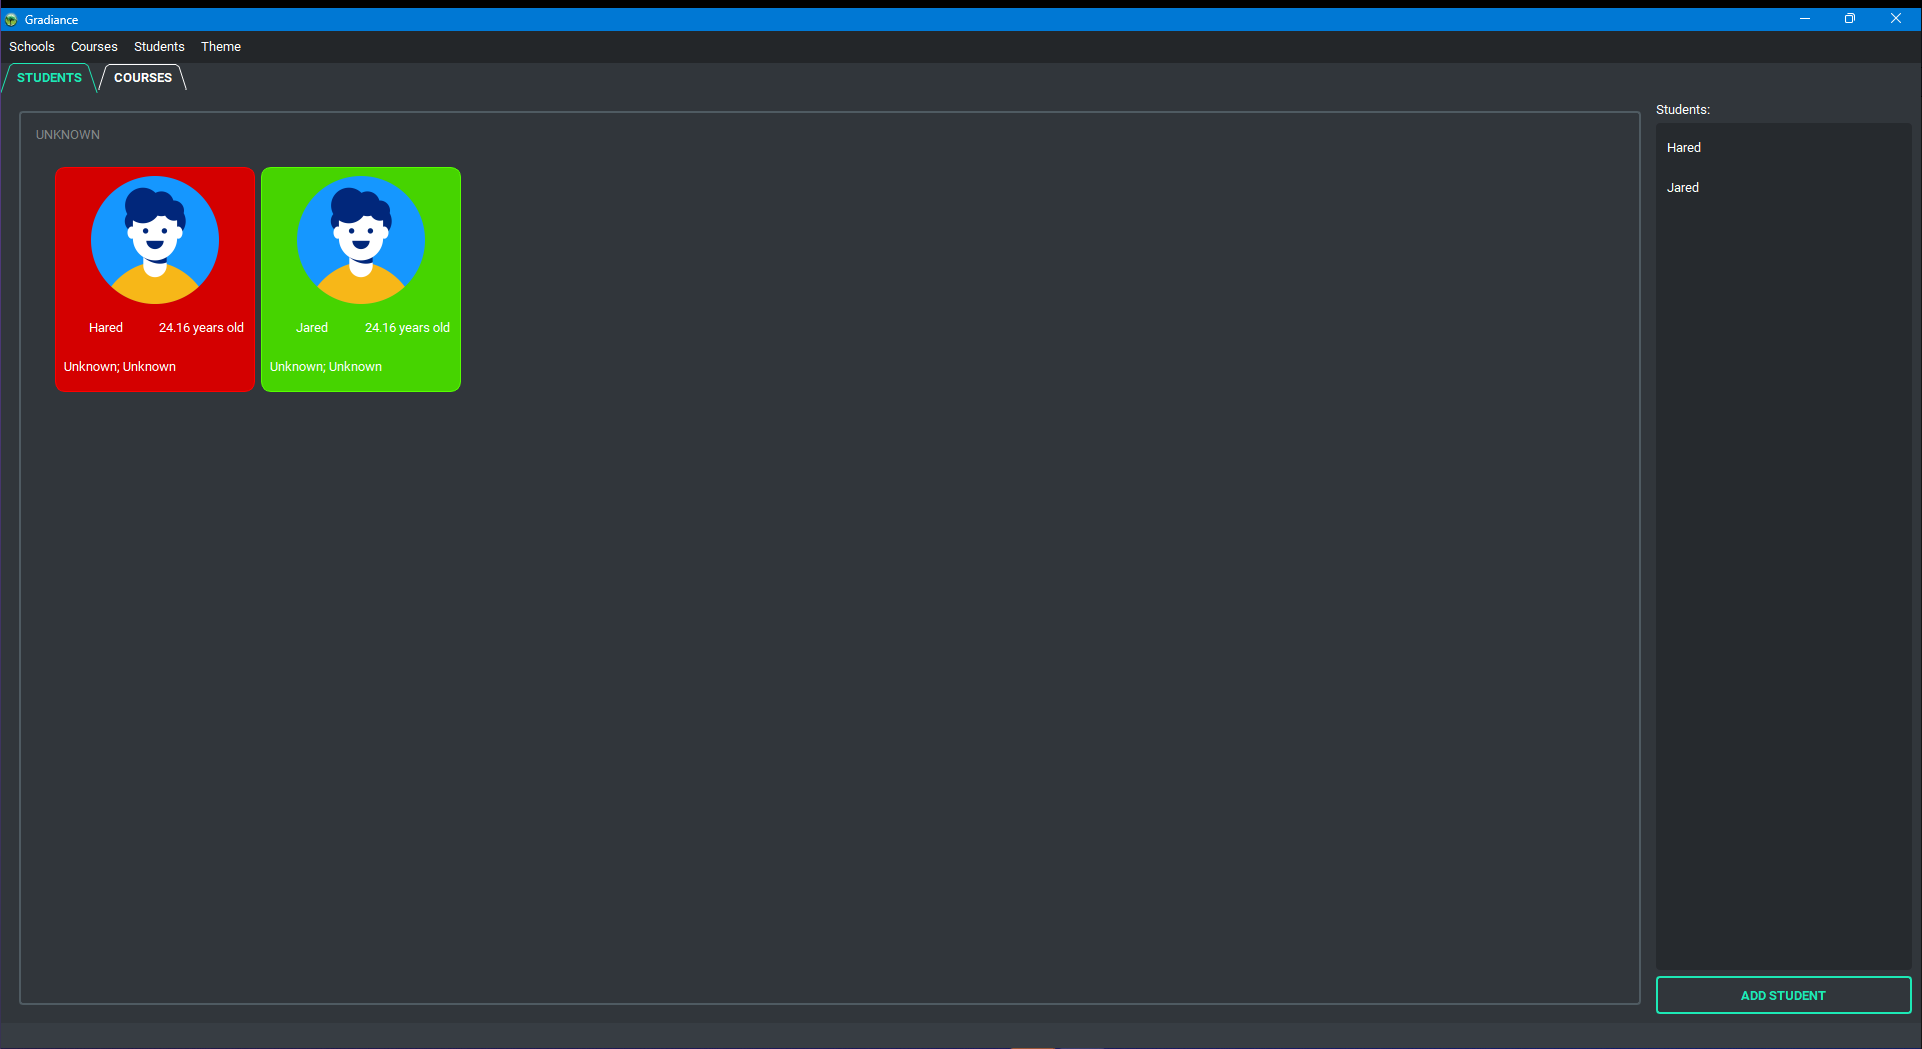 Gradiance
Schools Courses Students Theme
STUDENTS COURSES
UNKNOWN
Hared 24.16 years old
Unknown; Unknown
Jared 24.16 years old
Unknown; Unknown
Students:
Hared
Jared
ADD STUDENT